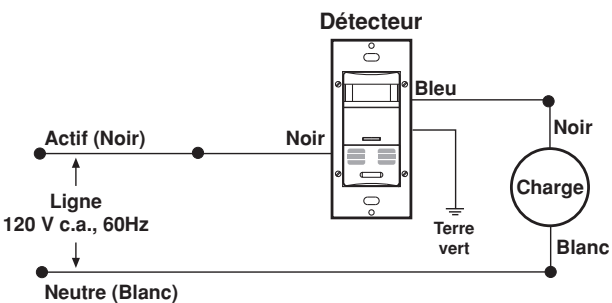 Détecteur
Bleu
Actif (Noir)
Noir
Noir
Charge
Ligne
120 V c.a., 60Hz
Terre
vert
Blanc
Neutre (Blanc)